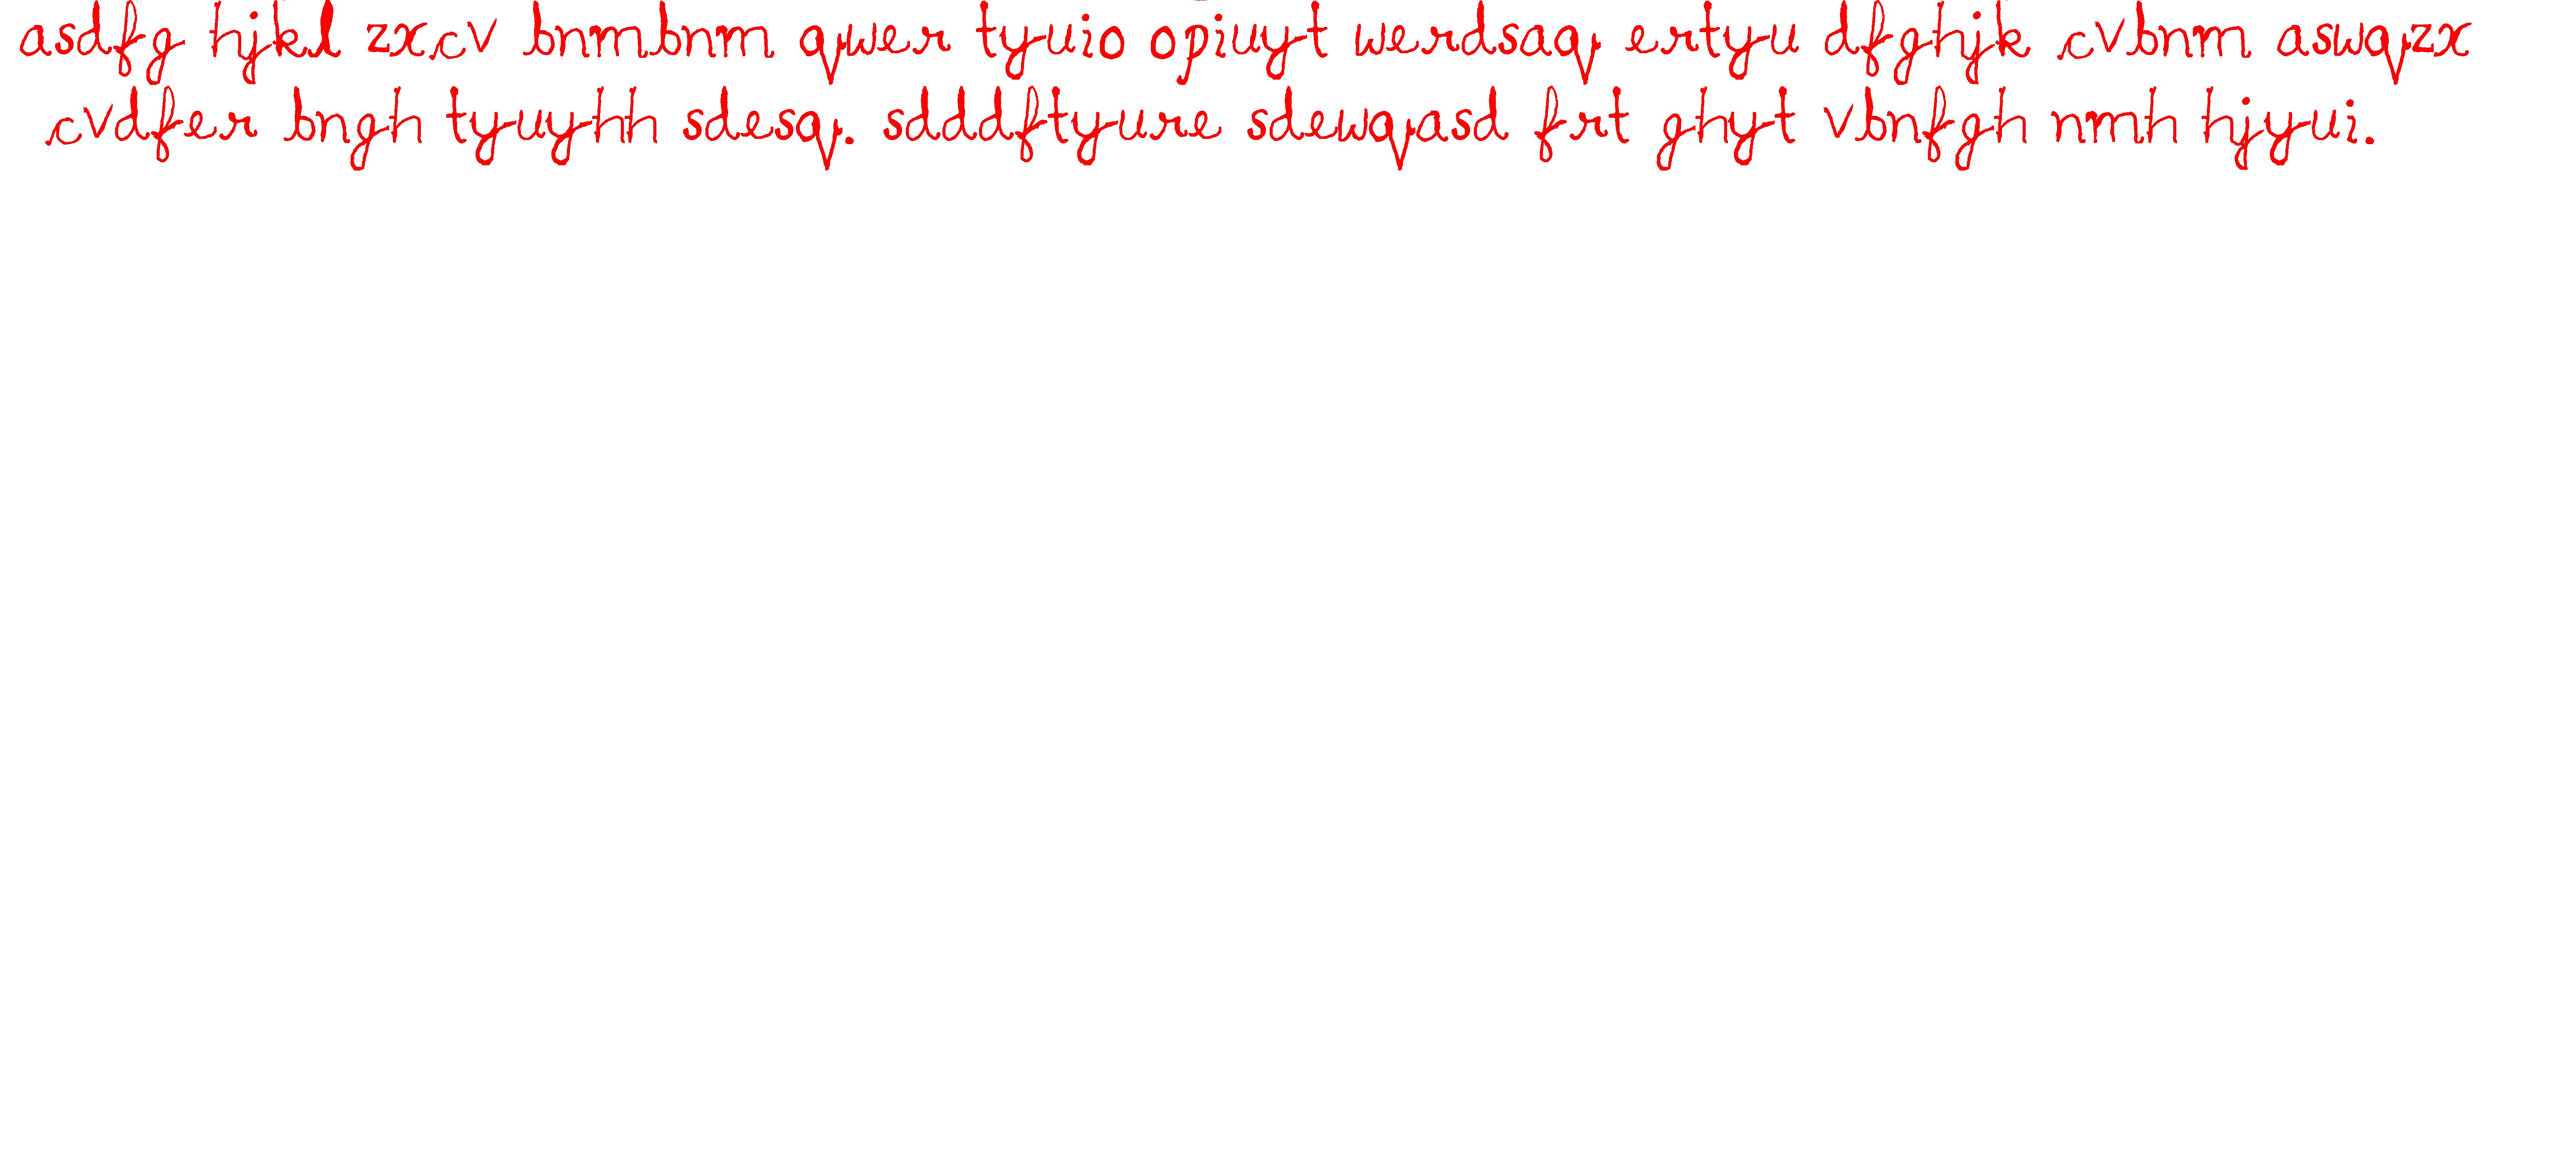 asdfg hjkl zxcv bnmbnm qwer tyuio opiuyt werdsaq ertyu dfghjk cvbnm aswqzx
cvdfer bngh tyuyhh sdesq. sdddftyure sdewqasd frt ghyt vbnfgh nmh hjyui.